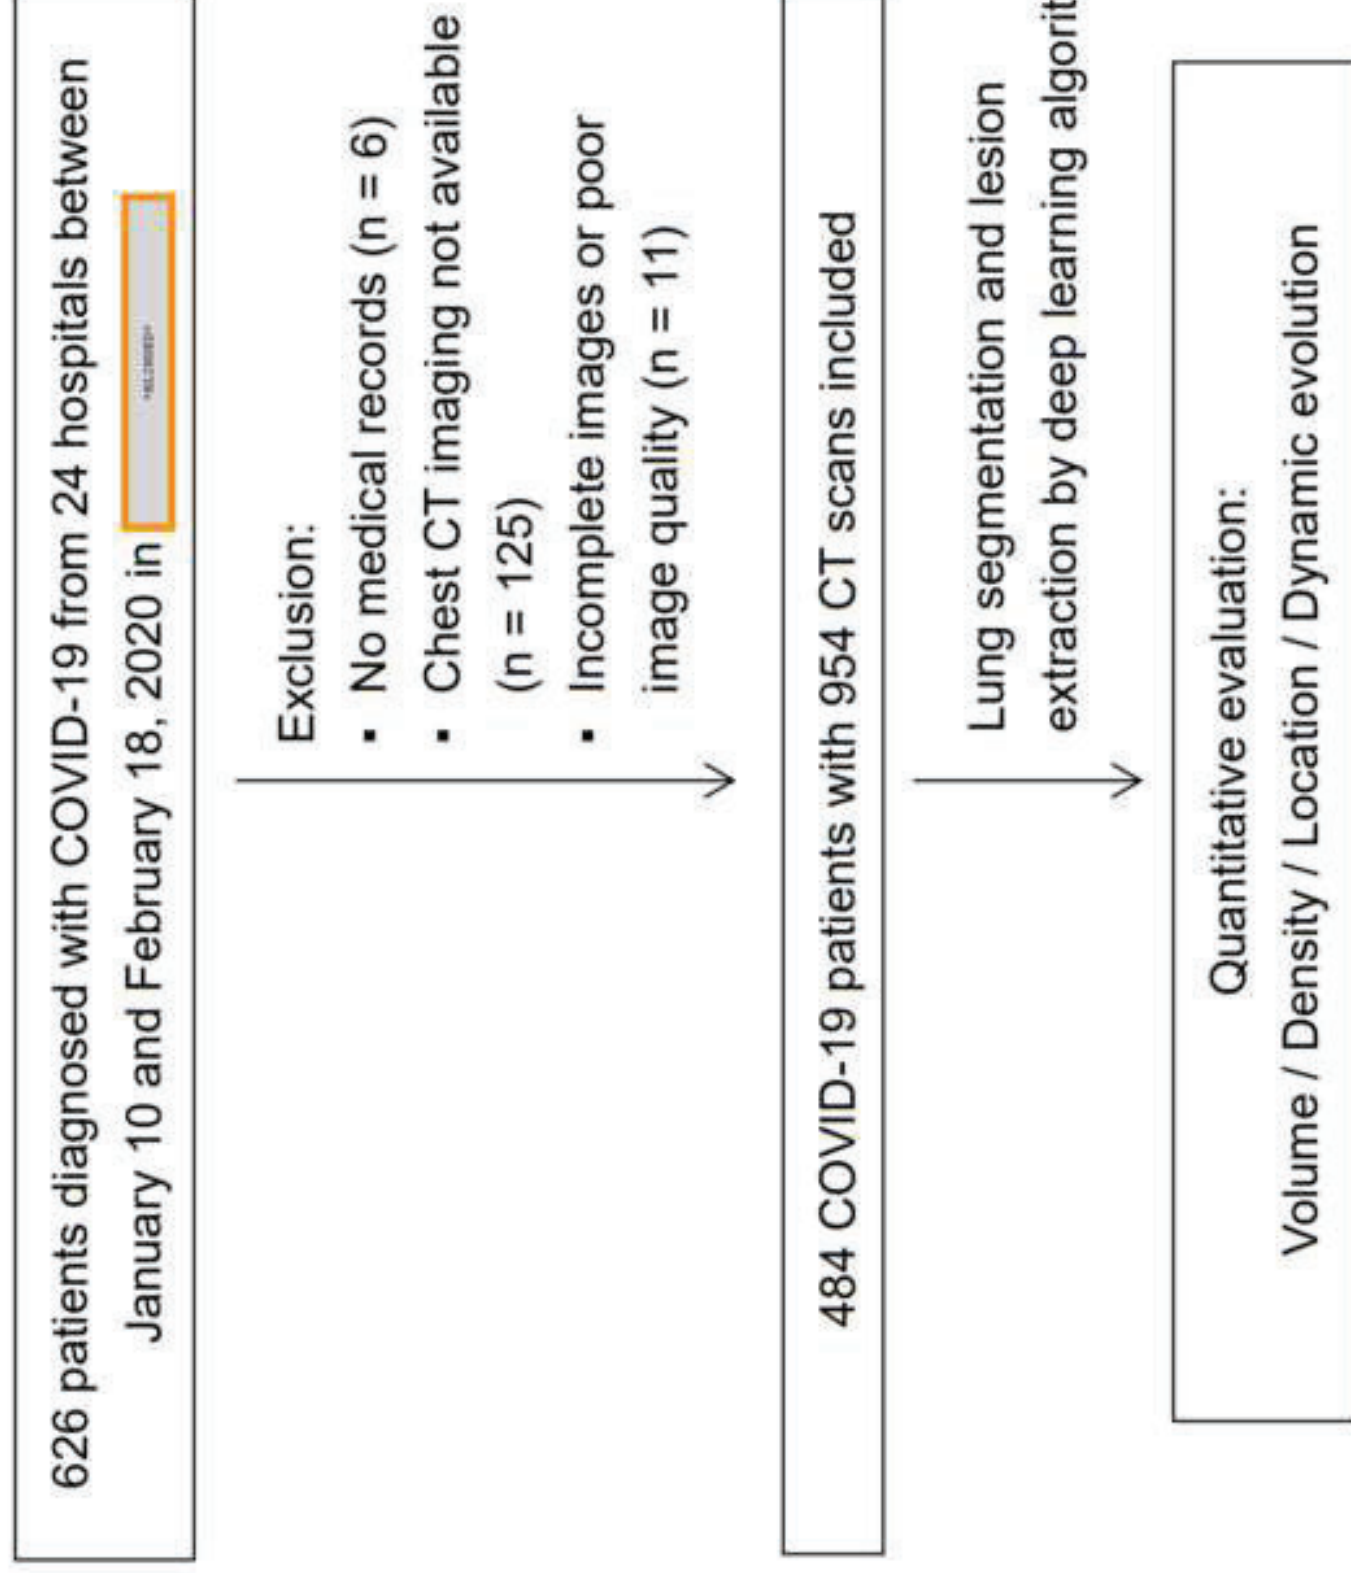 626 patients diagnosed with COVID-19 from 24 hospitals between
January 10 and February 18, 2020 in
Exclusion:
▪ No medical records (n = 6)
▪ Chest CT imaging not available
(n = 125)
▪ Incomplete images or poor
image quality (n = 11)
484 COVID-19 patients with 954 CT scans included
Lung segmentation and lesion
extraction by deep learning algorit
Quantitative evaluation:
Volume / Density / Location / Dynamic evolution